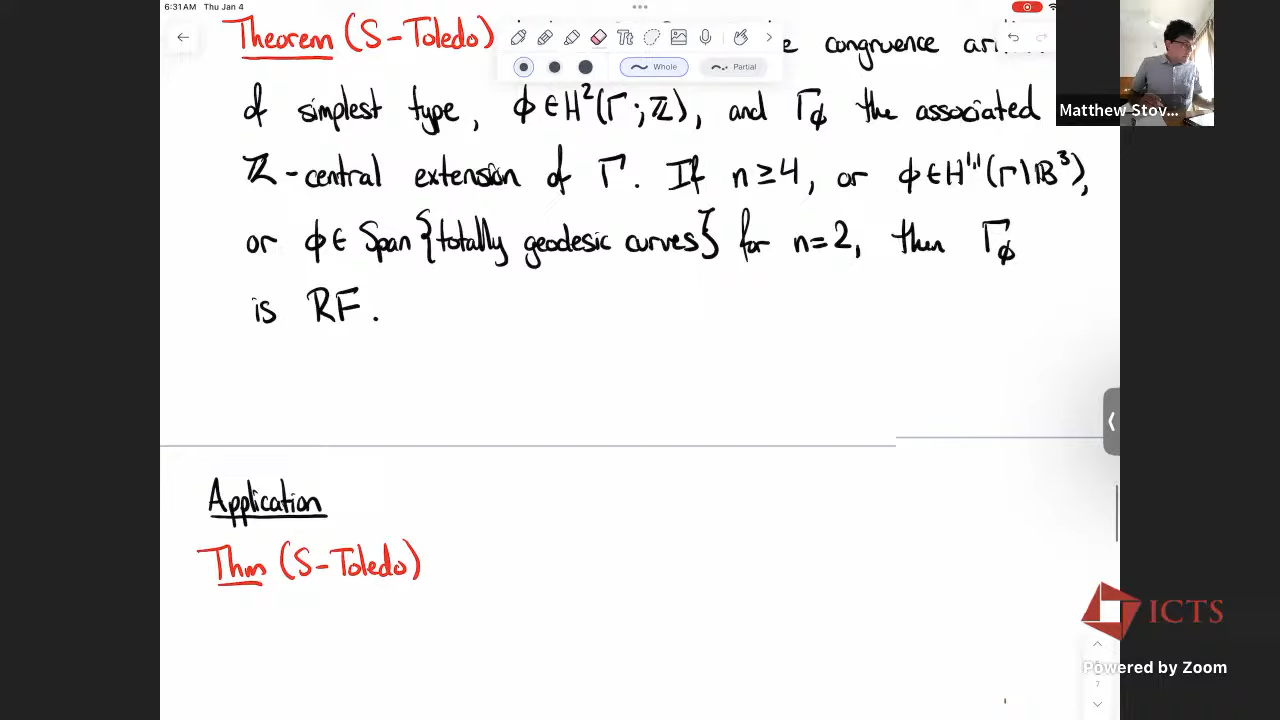 6:31AM Thu Jan 4
Theorem (S-Toledo)
congruence
of simplest type, φ∈H²(Γ;ℤ), and Γ_φ the associated
ℤ-central extension of Γ. If n≥4, or φ∈H^{1,1}(Γ\𝔹³),
or φ∈ Span{totally geodesic curves} for n=2, then Γ_φ
is RF.
Application
Thm (S-Toledo)
Tt
Whole
Partial
Matthew Stov...
ICTS
Powered by Zoom
7